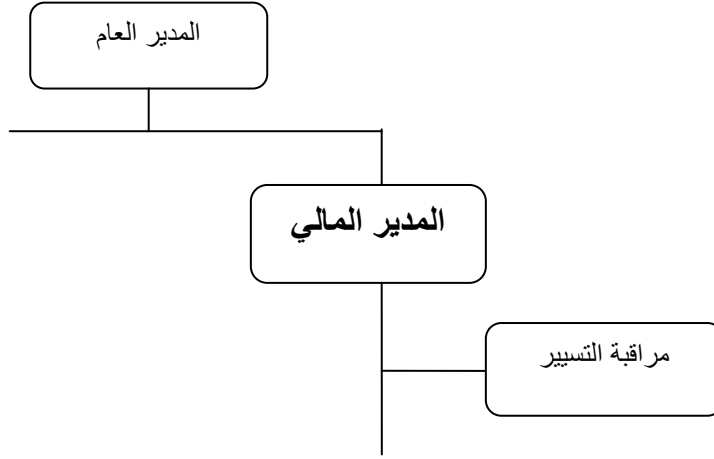 المدير العام
المدير المالي
مراقبة التسيير